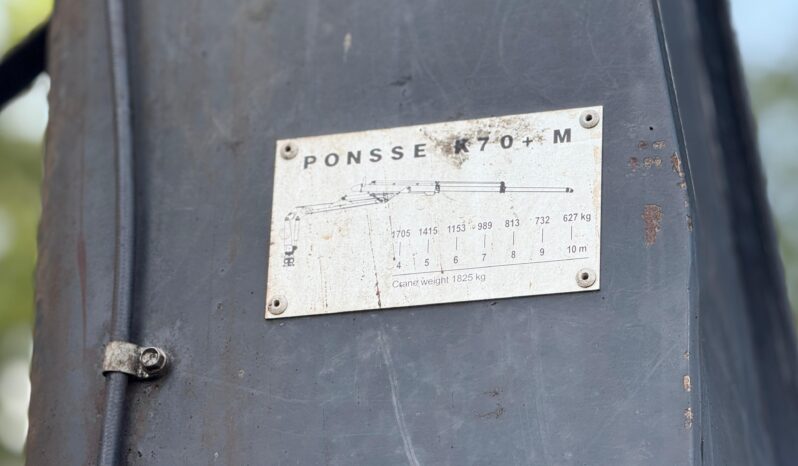 PONSSE K70+ M
1705 1415 1153 989 813 732 627 kg
4 5 6 7 8 9 10 m
Crane weight 1825 kg